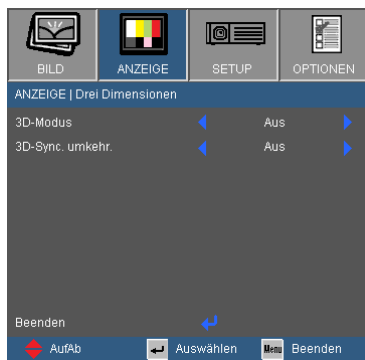 BILD ANZEIGE SETUP OPTIONEN
ANZEIGE | Drei Dimensionen
3D-Modus Aus
3D-Sync. umkehr. Aus
Beenden
AufAb Auswählen Menu Beenden